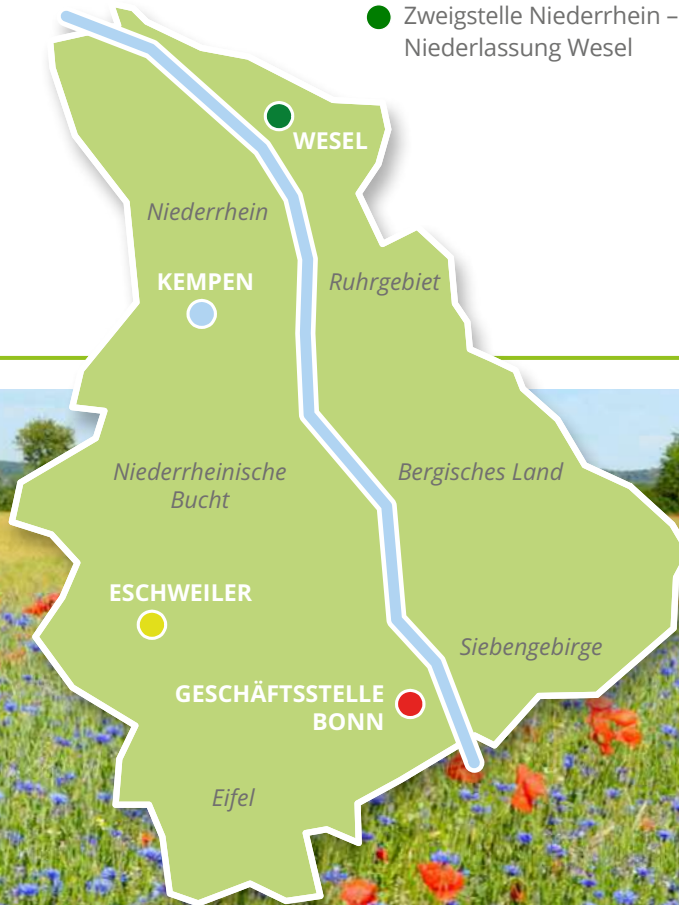 Zweigstelle Niederrhein –
Niederlassung Wesel
WESEL
Niederrhein
KEMPEN
Ruhrgebiet
Niederrheinische
Bucht
Bergisches Land
ESCHWEILER
Siebengebirge
GESCHÄFTSSTELLE
BONN
Eifel